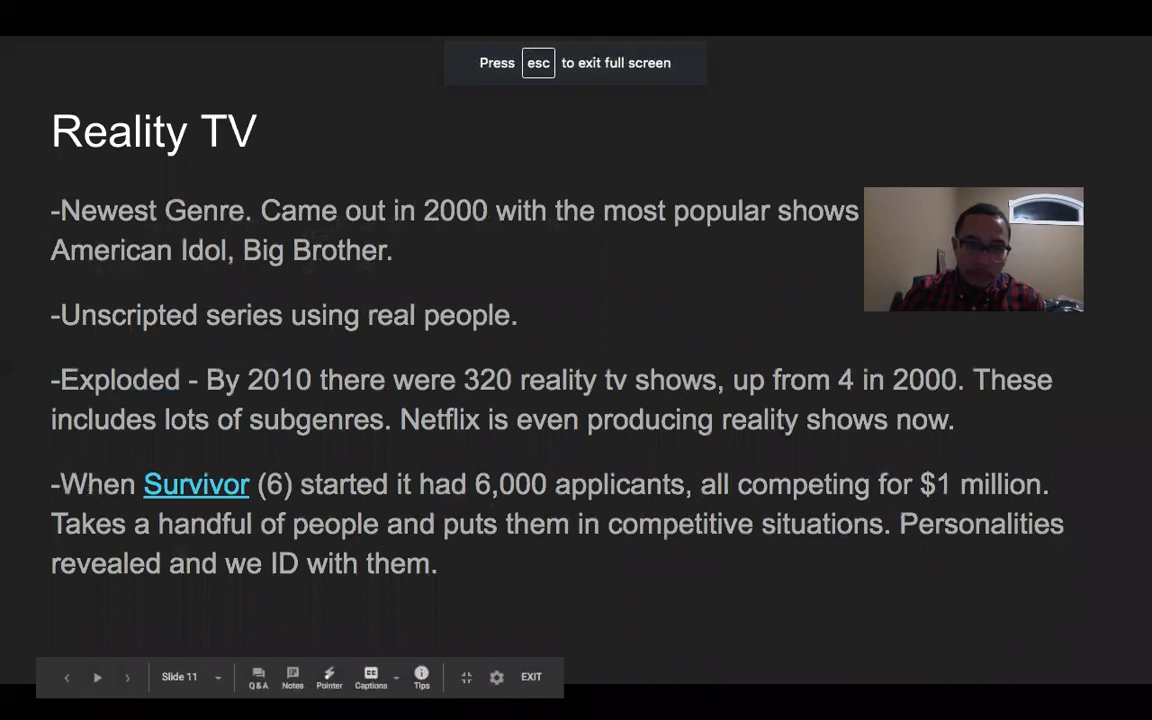 Press esc to exit full screen
Reality TV
-Newest Genre. Came out in 2000 with the most popular shows
American Idol, Big Brother.
-Unscripted series using real people.
-Exploded - By 2010 there were 320 reality tv shows, up from 4 in 2000. These
includes lots of subgenres. Netflix is even producing reality shows now.
-When Survivor (6) started it had 6,000 applicants, all competing for $1 million.
Takes a handful of people and puts them in competitive situations. Personalities
revealed and we ID with them.
Slide 11 Q&A Notes Pointer CC Captions Tips EXIT